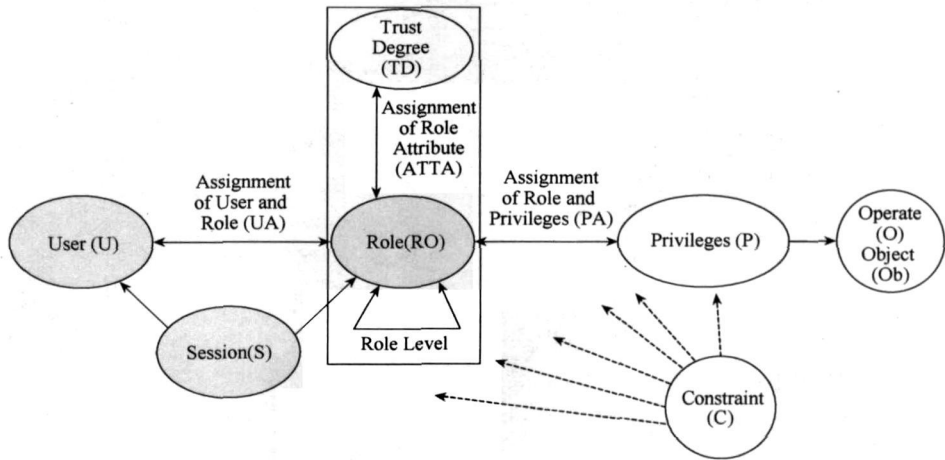 Trust
Degree
(TD)
Assignment
of Role
Attribute
(ATTA)
Assignment
of User and
Role (UA)
Assignment
of Role and
Privileges (PA)
User (U)
Role(RO)
Privileges (P)
Operate
(O)
Object
(Ob)
Session(S)
Role Level
Constraint
(C)